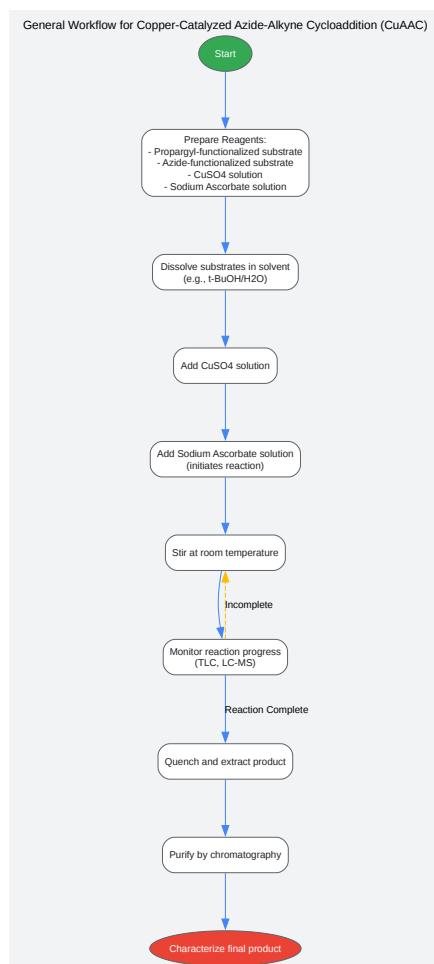 General Workflow for Copper-Catalyzed Azide-Alkyne Cycloaddition (CuAAC)
Start
Prepare Reagents:
- Propargyl-functionalized substrate
- Azide-functionalized substrate
- CuSO4 solution
- Sodium Ascorbate solution
Dissolve substrates in solvent
(e.g., t-BuOH/H2O)
Add CuSO4 solution
Add Sodium Ascorbate solution
(initiates reaction)
Stir at room temperature
Incomplete
Monitor reaction progress
(TLC, LC-MS)
Reaction Complete
Quench and extract product
Purify by chromatography
Characterize final product